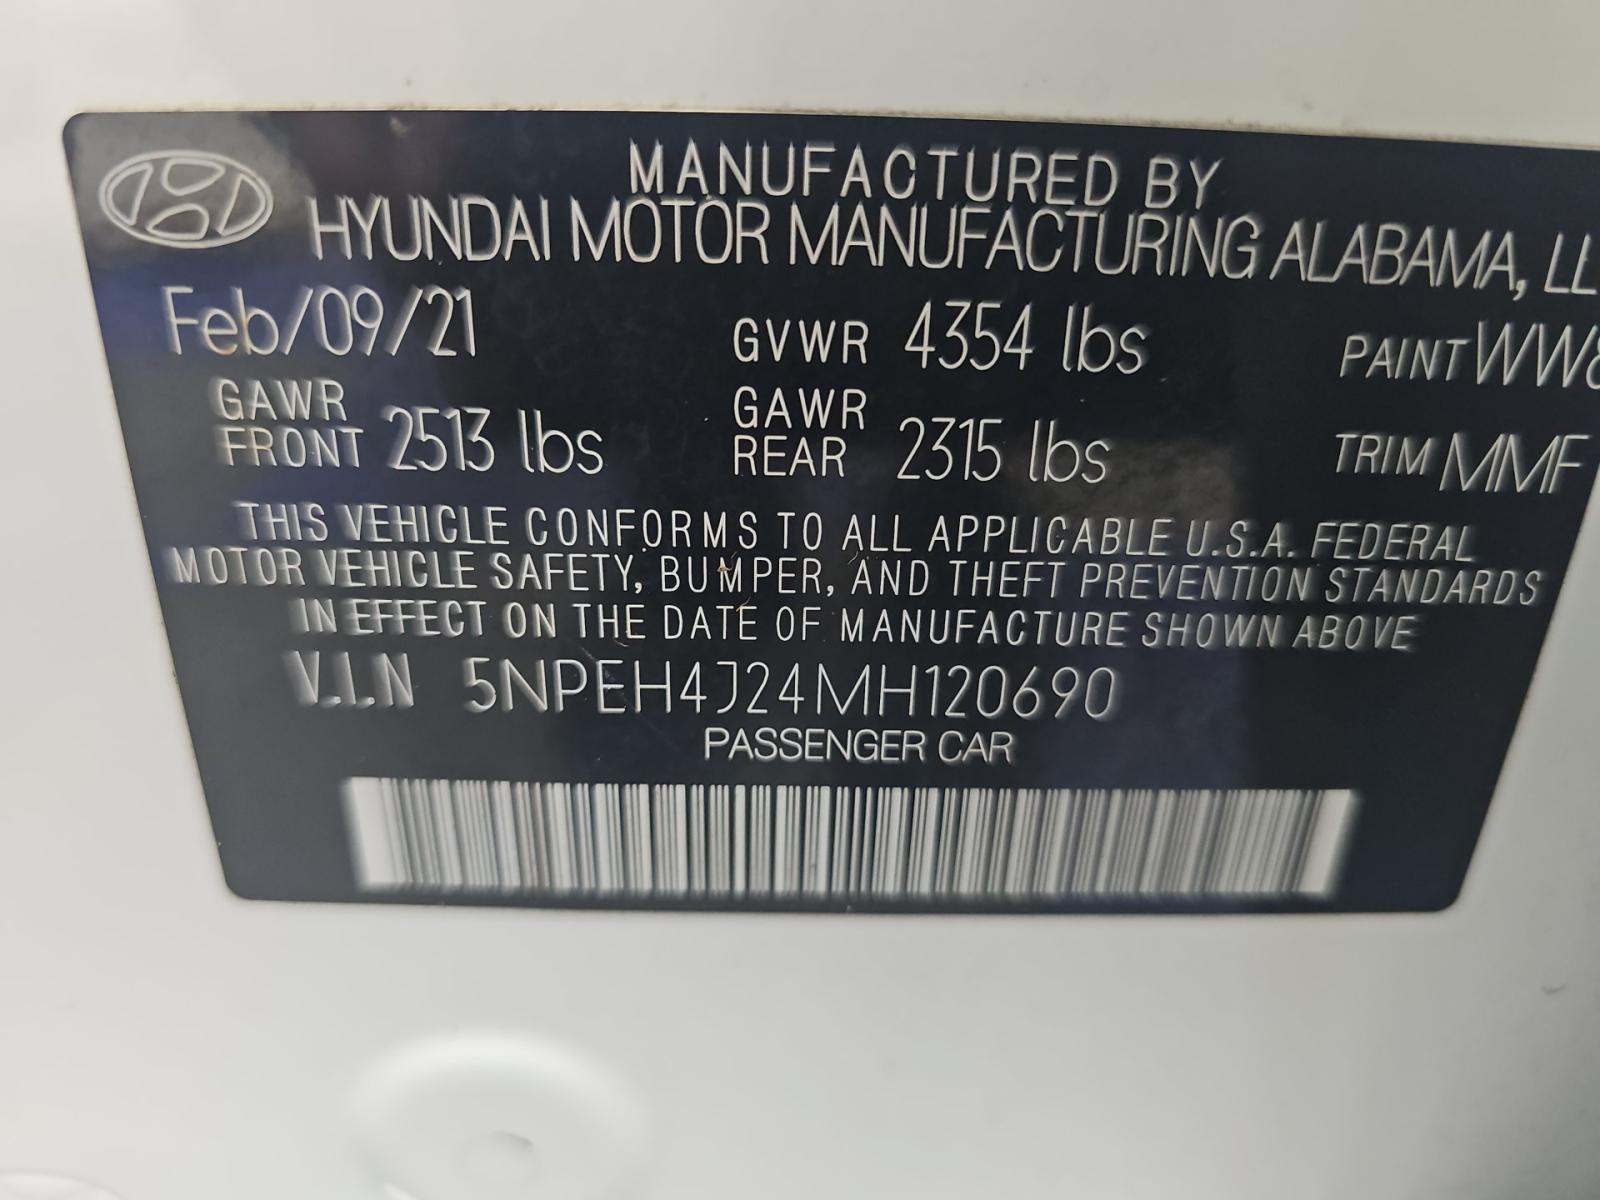 MANUFACTURED BY
HYUNDAI MOTOR MANUFACTURING ALABAMA,
Feb/09/21 GVWR 4354 lbs PAINT
GAWR FRONT 2513 lbs GAWR REAR 2315 lbs TRIM MMF
THIS VEHICLE CONFORMS TO ALL APPLICABLE U.S.A. FEDERAL
MOTOR VEHICLE SAFETY, BUMPER, AND THEFT PREVENTION STANDARDS
IN EFFECT ON THE DATE OF MANUFACTURE SHOWN ABOVE
V.I.N 5NPEH4J24MH120690
PASSENGER CAR